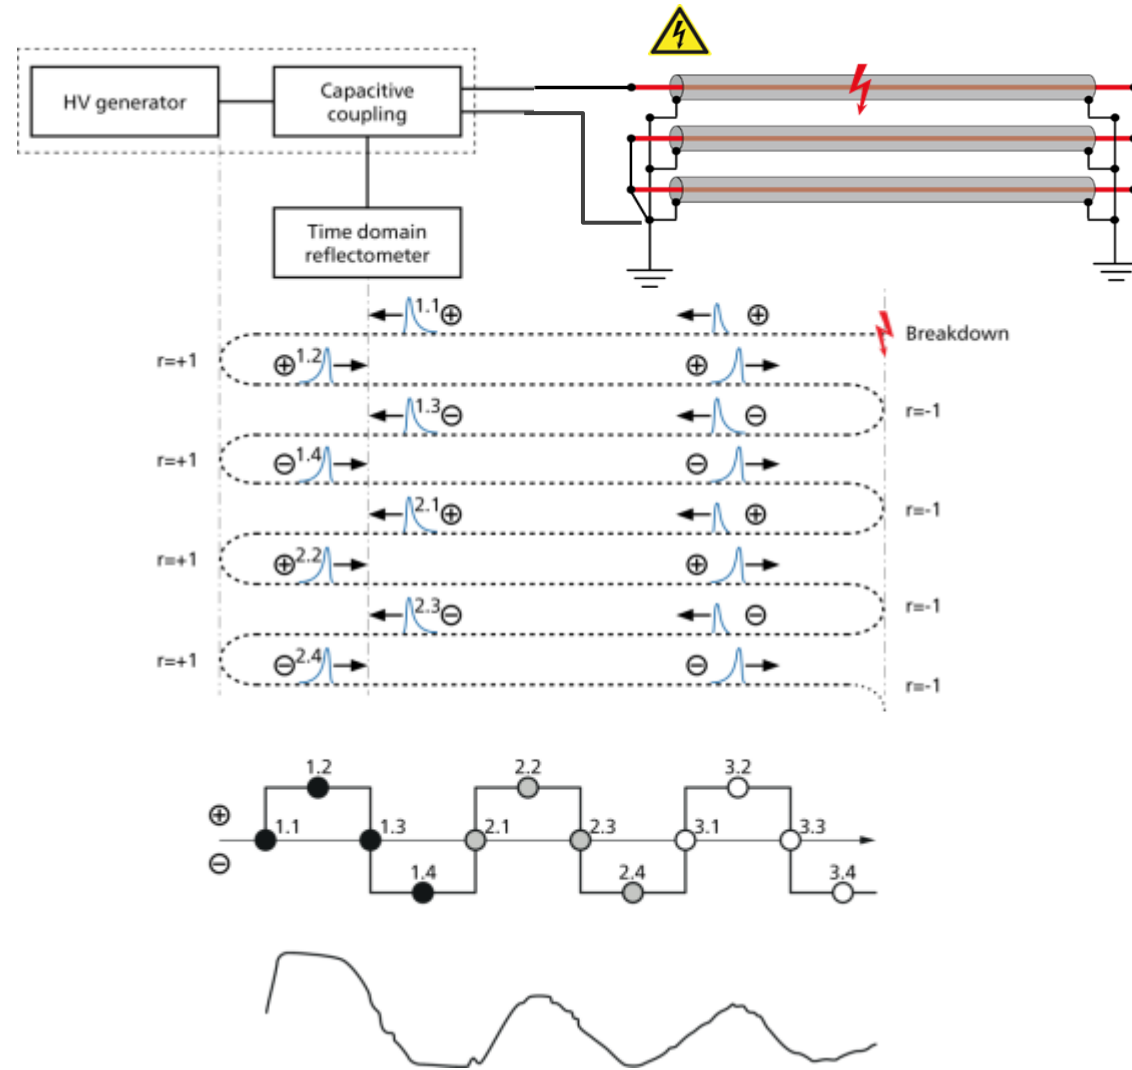 HV generator
Capacitive
coupling
Time domain
reflectometer
1.1 ⊕
⊕
Breakdown
r=+1
⊕ 1.2
⊕
1.3 ⊖
⊖
r=-1
r=+1
⊖ 1.4
⊖
2.1 ⊕
⊕
r=-1
r=+1
⊕ 2.2
⊕
2.3 ⊖
⊖
r=-1
r=+1
⊖ 2.4
⊖
r=-1
1.2
2.2
3.2
⊕
1.1
1.3
2.1
2.3
3.1
3.3
⊖
1.4
2.4
3.4